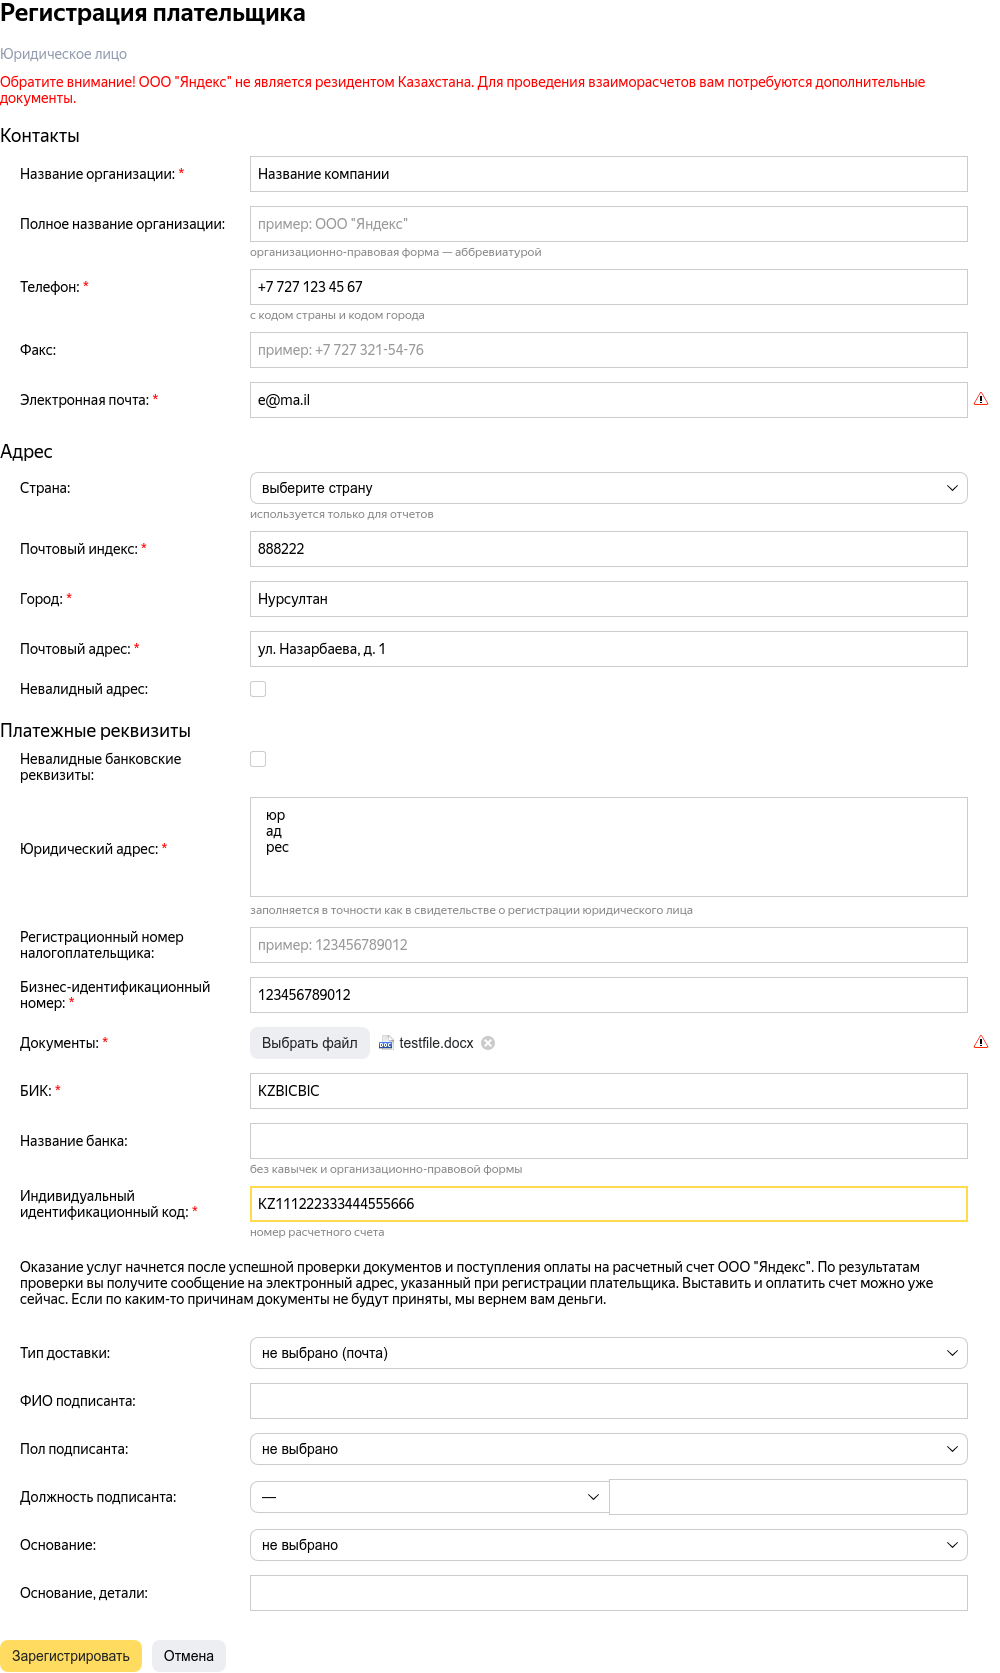 Регистрация плательщика
Юридическое лицо
Обратите внимание! ООО "Яндекс" не является резидентом Казахстана. Для проведения взаиморасчетов вам потребуются дополнительные
документы.
Контакты
Название организации: *
Название компании
Полное название организации:
пример: ООО "Яндекс"
организационно-правовая форма — аббревиатурой
Телефон: *
+7 727 123 45 67
с кодом страны и кодом города
Факс:
пример: +7 727 321-54-76
Электронная почта: *
e@ma.il
Адрес
Страна:
выберите страну
используется только для отчетов
Почтовый индекс: *
888222
Город: *
Нурсултан
Почтовый адрес: *
ул. Назарбаева, д. 1
Невалидный адрес:
Платежные реквизиты
Невалидные банковские
реквизиты:
Юридический адрес: *
юр
ад
рес
заполняется в точности как в свидетельстве о регистрации юридического лица
Регистрационный номер
налогоплательщика:
пример: 123456789012
Бизнес-идентификационный
номер: *
123456789012
Документы: *
Выбрать файл
DOC
testfile.docx
БИК: *
KZBICBIC
Название банка:
без кавычек и организационно-правовой формы
Индивидуальный
идентификационный код: *
KZ111222333444555666
номер расчетного счета
Оказание услуг начнется после успешной проверки документов и поступления оплаты на расчетный счет ООО "Яндекс". По результатам
проверки вы получите сообщение на электронный адрес, указанный при регистрации плательщика. Выставить и оплатить счет можно уже
сейчас. Если по каким-то причинам документы не будут приняты, мы вернем вам деньги.
Тип доставки:
не выбрано (почта)
ФИО подписанта:
Пол подписанта:
не выбрано
Должность подписанта:
—
Основание:
не выбрано
Основание, детали:
Зарегистрировать
Отмена